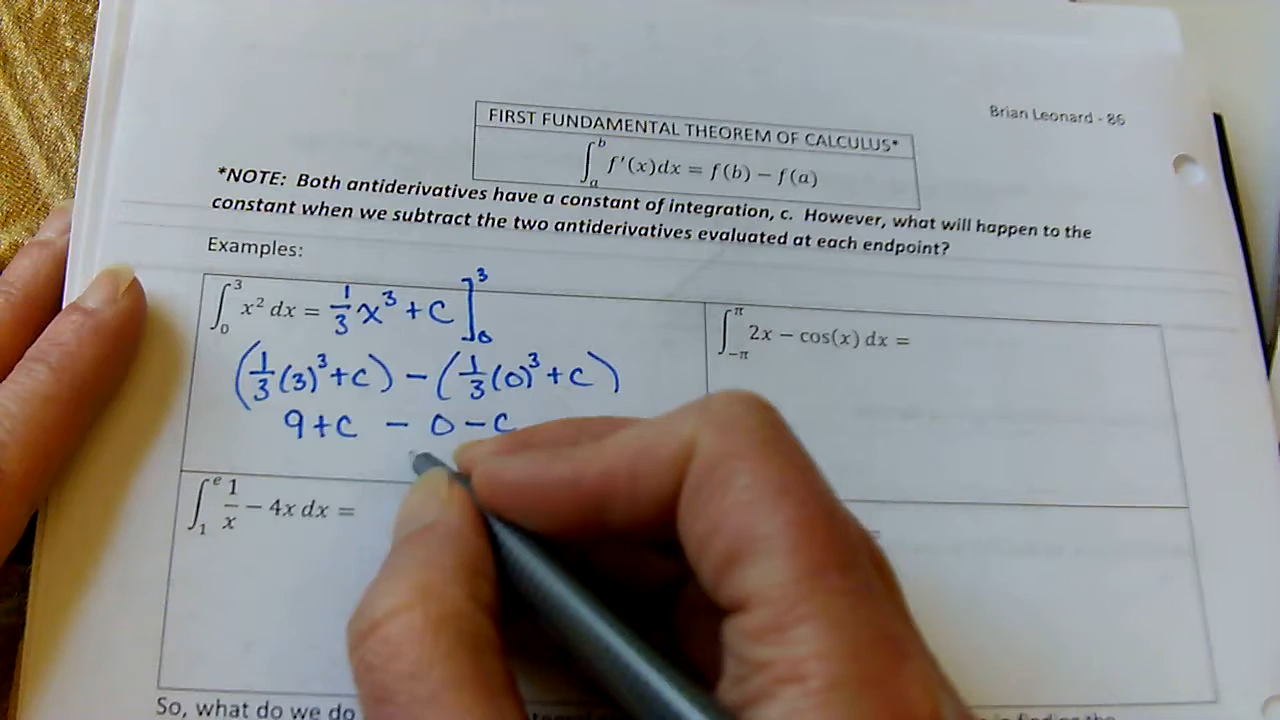 Brian Leonard - 86
FIRST FUNDAMENTAL THEOREM OF CALCULUS*
∫_a^b f'(x)dx = f(b) − f(a)
*NOTE: Both antiderivatives have a constant of integration, c. However, what will happen to the
constant when we subtract the two antiderivatives evaluated at each endpoint?
Examples:
∫_0^3 x² dx = 1/3 x³ + C ]_0^3
(1/3 (3)³ + C) − (1/3 (0)³ + C)
9 + C − 0 − C
∫_{−π}^{π} 2x − cos(x) dx =
∫_1^e 1/x − 4x dx =
So, what do we do